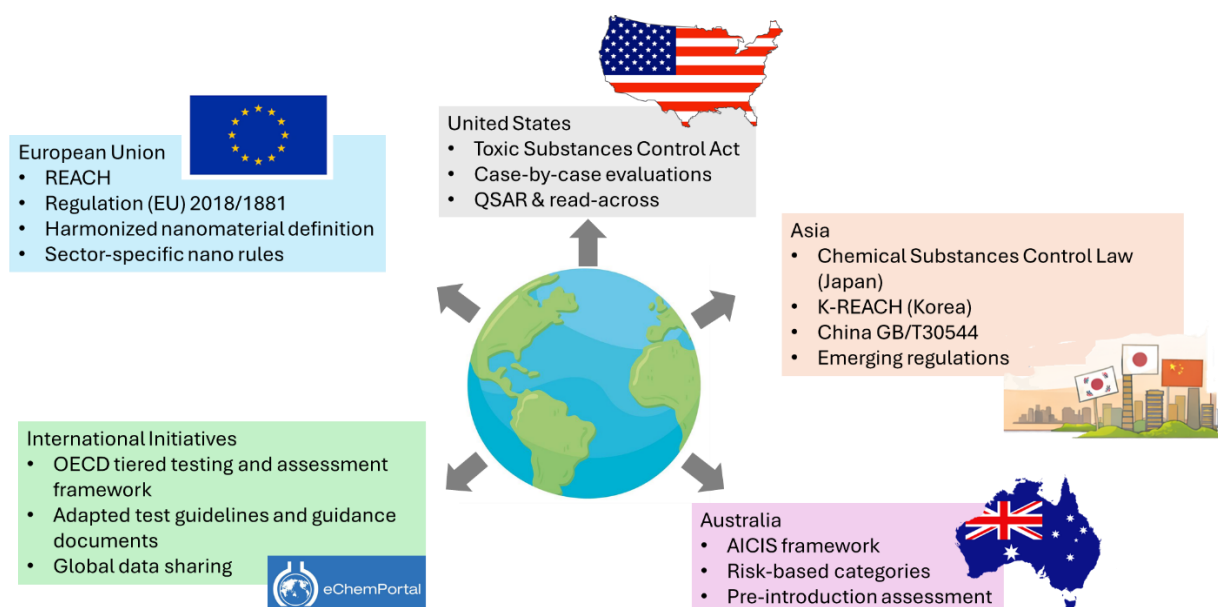 European Union
• REACH
• Regulation (EU) 2018/1881
• Harmonized nanomaterial definition
• Sector-specific nano rules
United States
• Toxic Substances Control Act
• Case-by-case evaluations
• QSAR & read-across
Asia
• Chemical Substances Control Law
(Japan)
• K-REACH (Korea)
• China GB/T30544
• Emerging regulations
International Initiatives
• OECD tiered testing and assessment
framework
• Adapted test guidelines and guidance
documents
• Global data sharing
eChemPortal
Australia
• AICIS framework
• Risk-based categories
• Pre-introduction assessment